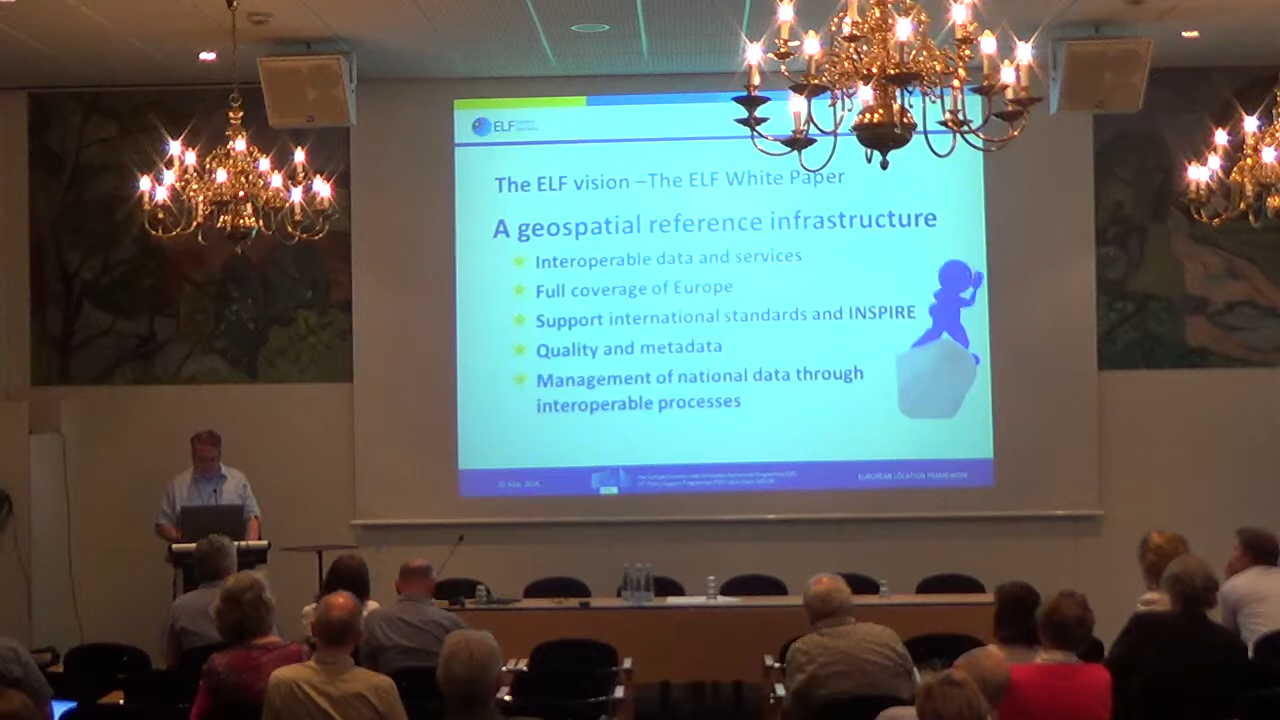 ELF
The ELF vision –The ELF White Paper
A geospatial reference infrastructure
Interoperable data and services
Full coverage of Europe
Support international standards and INSPIRE
Quality and metadata
Management of national data through
interoperable processes
EUROPEAN LOCATION FRAMEWORK